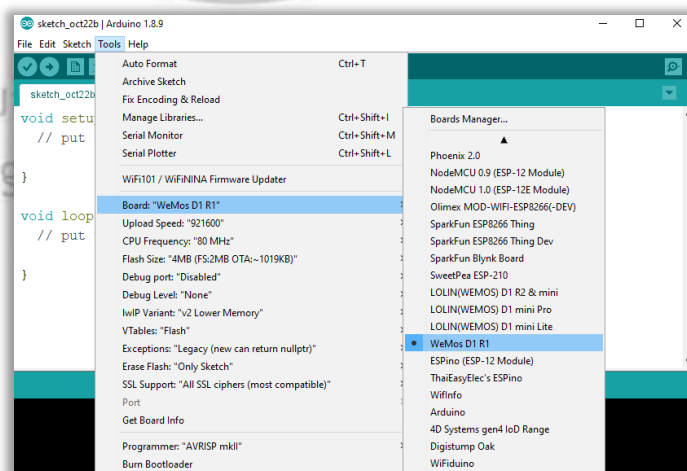 sketch_oct22b | Arduino 1.8.9
File Edit Sketch Tools Help
sketch_oct22b
void setu
// put
}
void loop
// put
}
Auto Format Ctrl+T
Archive Sketch
Fix Encoding & Reload
Manage Libraries... Ctrl+Shift+I
Serial Monitor Ctrl+Shift+M
Serial Plotter Ctrl+Shift+L
WiFi101 / WiFiNINA Firmware Updater
Board: "WeMos D1 R1"
Upload Speed: "921600"
CPU Frequency: "80 MHz"
Flash Size: "4MB (FS:2MB OTA:~1019KB)"
Debug port: "Disabled"
Debug Level: "None"
lwIP Variant: "v2 Lower Memory"
VTables: "Flash"
Exceptions: "Legacy (new can return nullptr)"
Erase Flash: "Only Sketch"
SSL Support: "All SSL ciphers (most compatible)"
Port
Get Board Info
Programmer: "AVRISP mkII"
Burn Bootloader
Boards Manager...
Phoenix 2.0
NodeMCU 0.9 (ESP-12 Module)
NodeMCU 1.0 (ESP-12E Module)
Olimex MOD-WIFI-ESP8266(-DEV)
SparkFun ESP8266 Thing
SparkFun ESP8266 Thing Dev
SparkFun Blynk Board
SweetPea ESP-210
LOLIN(WEMOS) D1 R2 & mini
LOLIN(WEMOS) D1 mini Pro
LOLIN(WEMOS) D1 mini Lite
WeMos D1 R1
ESPino (ESP-12 Module)
ThaiEasyElec's ESPino
WifInfo
Arduino
4D Systems gen4 IoD Range
Digistump Oak
WiFiduino